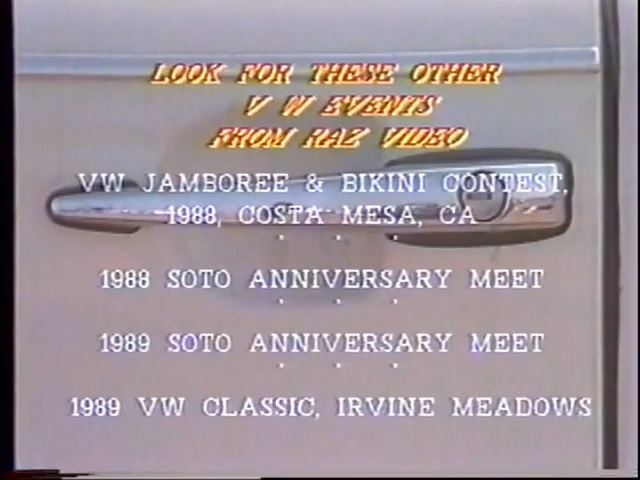 LOOK FOR THESE OTHER
V W EVENTS
FROM RAZ VIDEO
VW JAMBOREE & BIKINI CONTEST,
1988, COSTA MESA, CA
. . .
1988 SOTO ANNIVERSARY MEET
. . .
1989 SOTO ANNIVERSARY MEET
. . .
1989 VW CLASSIC, IRVINE MEADOWS